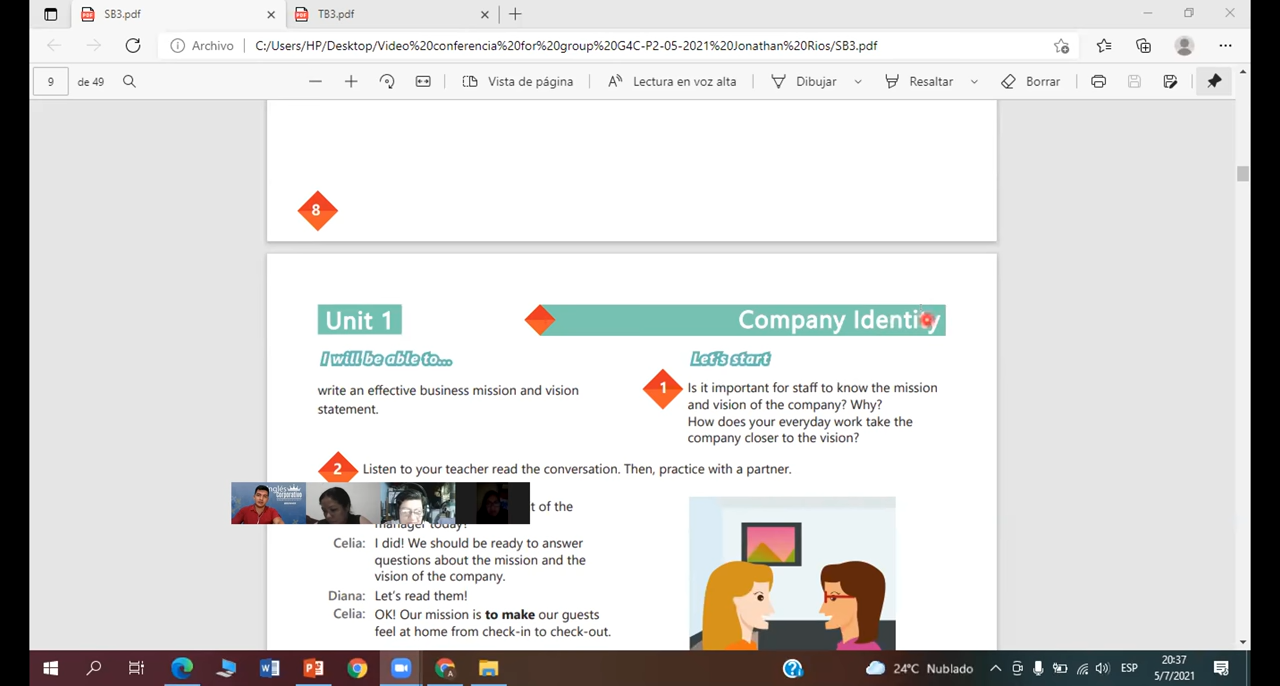 SB3.pdf
TB3.pdf
Archivo
C:/Users/HP/Desktop/Video%20conferencia%20for%20group%20G4C-P2-05-2021%20Jonathan%20Rios/SB3.pdf
9 de 49
Vista de página
Lectura en voz alta
Dibujar
Resaltar
Borrar
8
Unit 1
Company Identity
I will be able to...
write an effective business mission and vision
statement.
Let's start
1
Is it important for staff to know the mission
and vision of the company? Why?
How does your everyday work take the
company closer to the vision?
2 Listen to your teacher read the conversation. Then, practice with a partner.
Inglés
Corporativo
t of the
manager today?
Celia: I did! We should be ready to answer
questions about the mission and the
vision of the company.
Diana: Let's read them!
Celia: OK! Our mission is to make our guests
feel at home from check-in to check-out.
24°C Nublado
ESP
20:37
5/7/2021